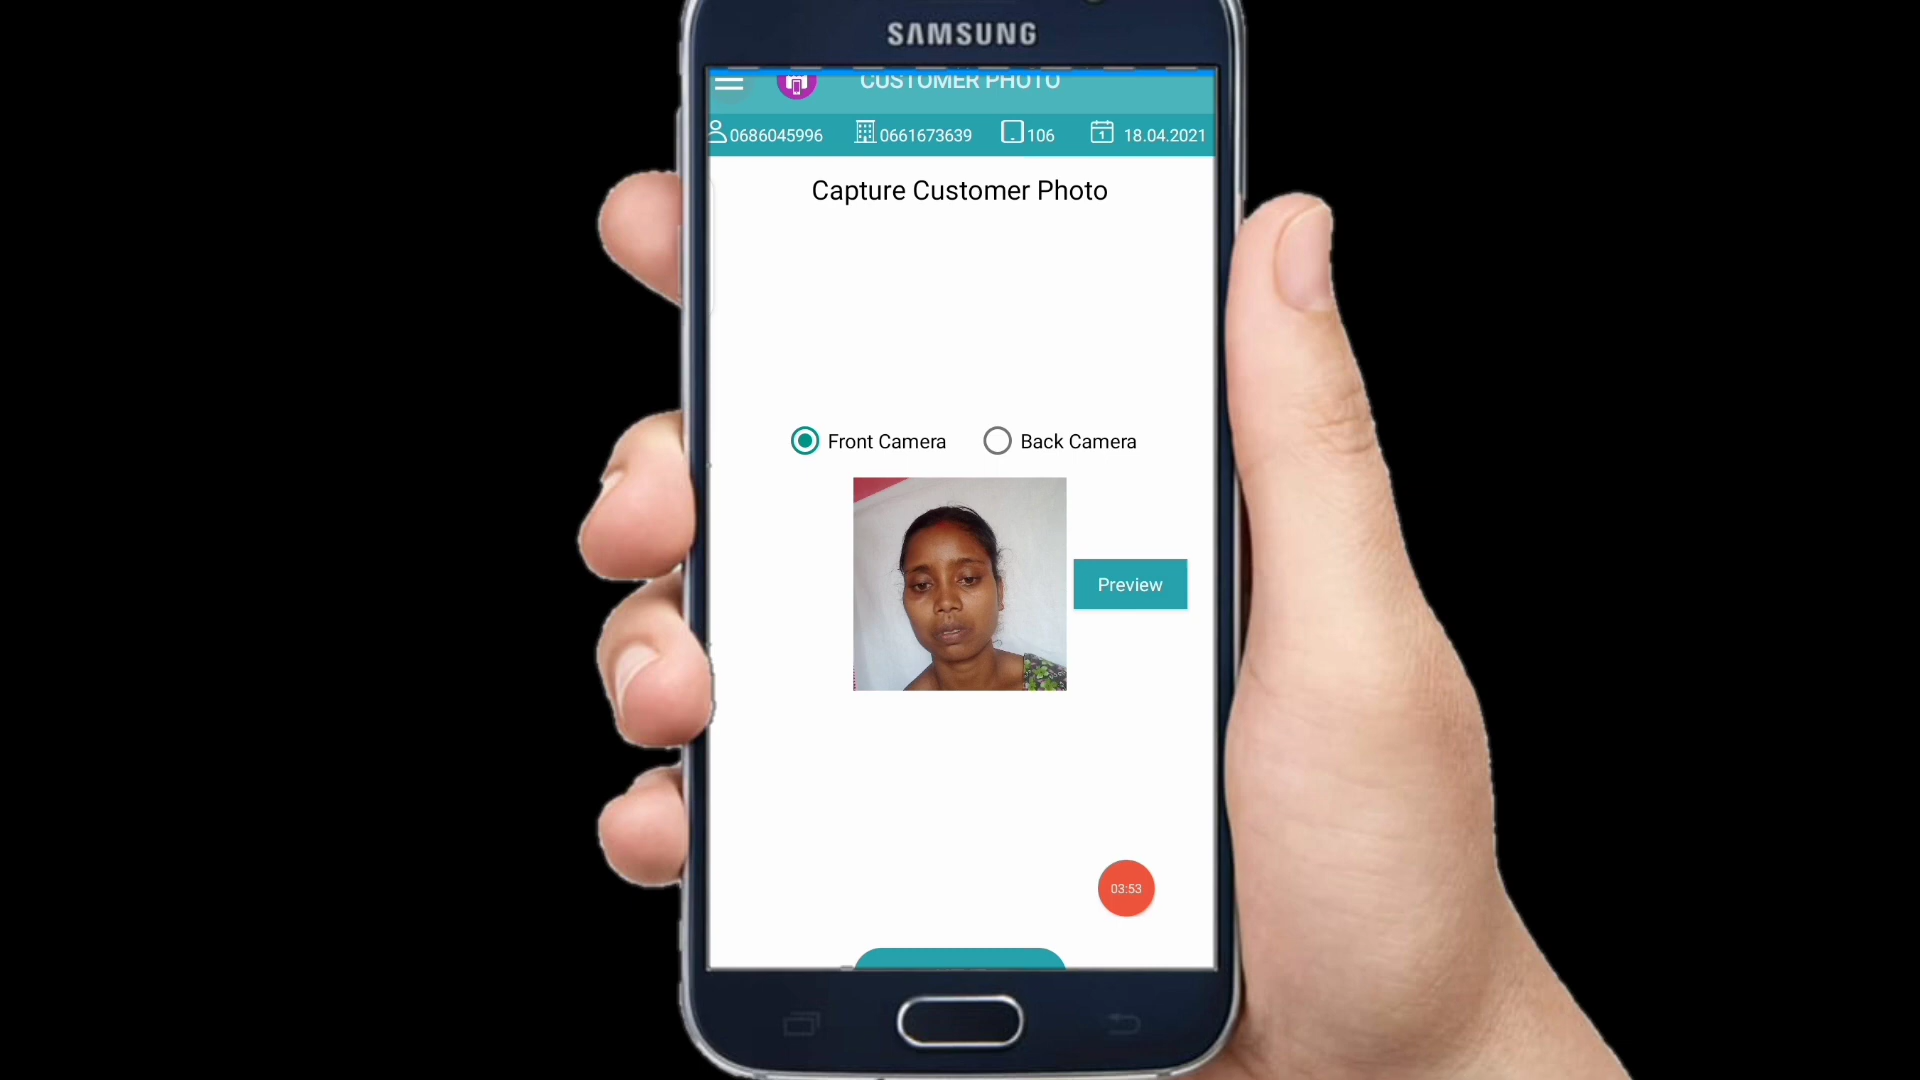 SAMSUNG
CUSTOMER PHOTO
0686045996 0661673639 106 1 18.04.2021
Capture Customer Photo
Front Camera Back Camera
Preview
03:53